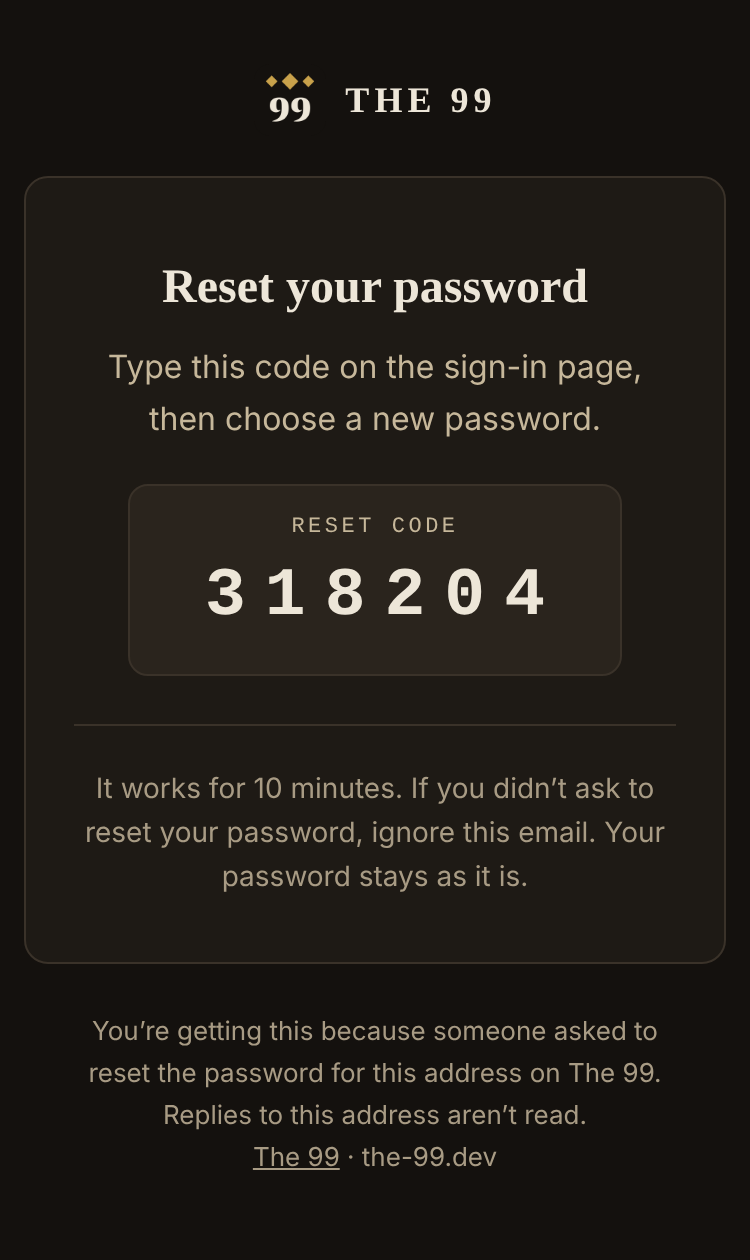 99 THE 99
Reset your password
Type this code on the sign-in page,
then choose a new password.
RESET CODE
318204
It works for 10 minutes. If you didn’t ask to
reset your password, ignore this email. Your
password stays as it is.
You’re getting this because someone asked to
reset the password for this address on The 99.
Replies to this address aren’t read.
The 99 · the-99.dev